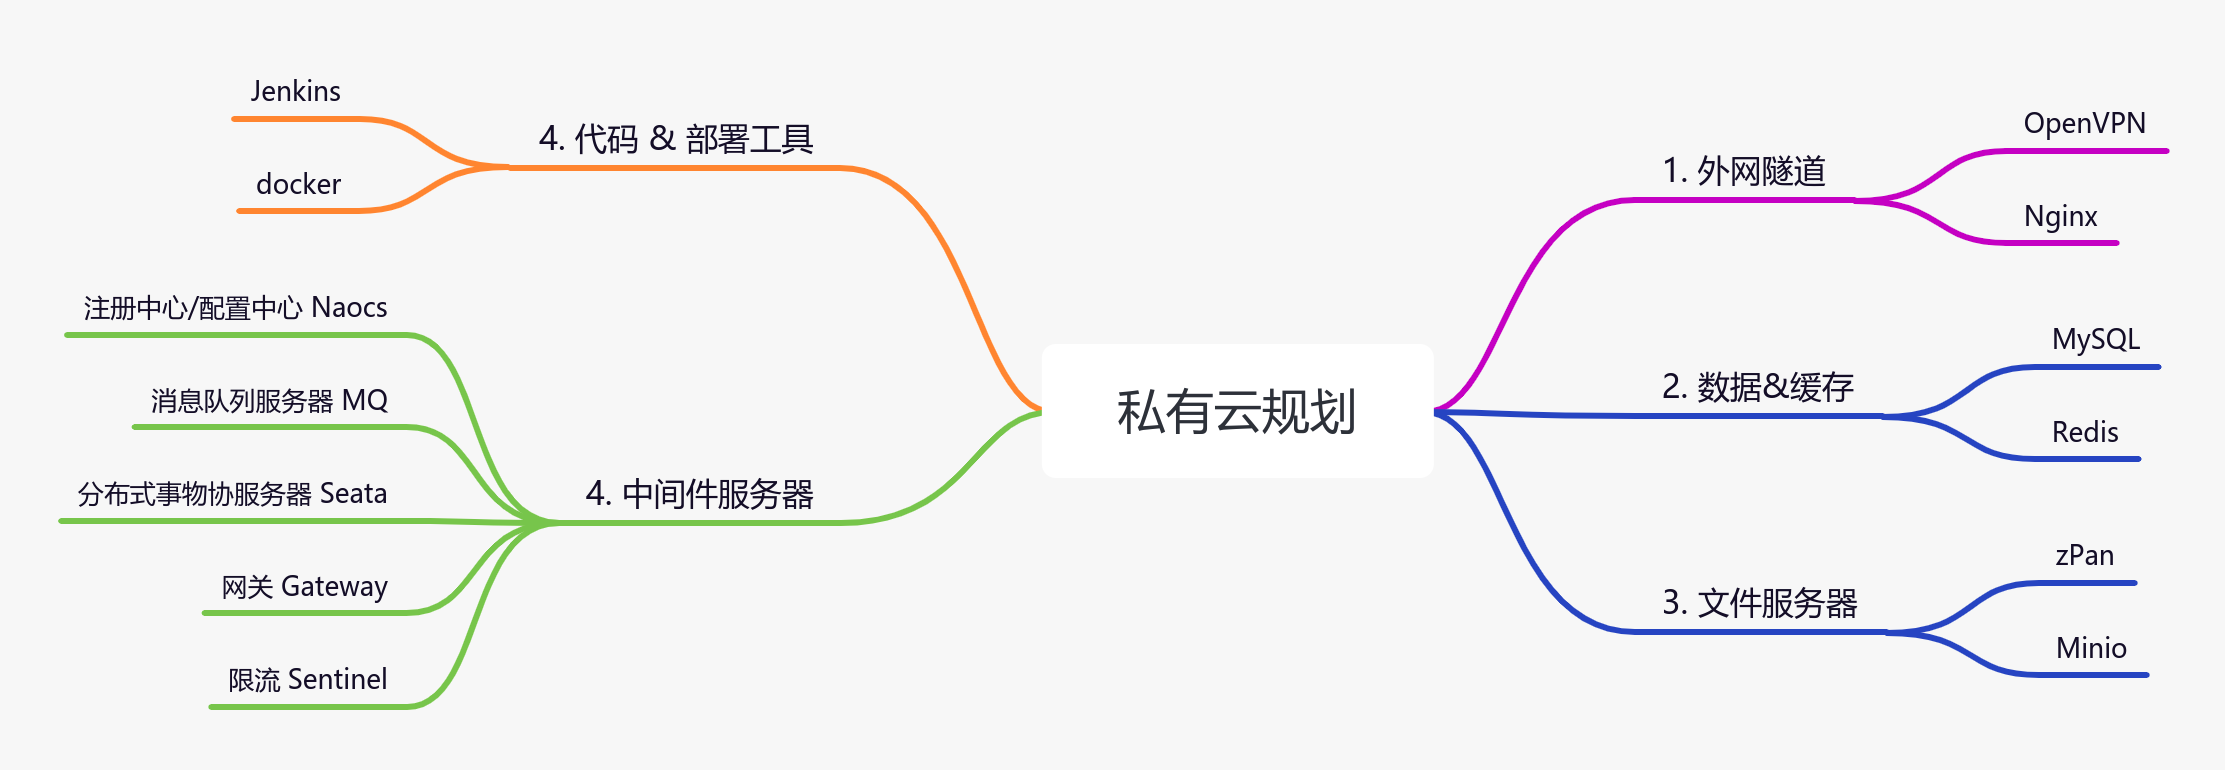 私有云规划
1. 外网隧道
OpenVPN
Nginx
2. 数据&缓存
MySQL
Redis
3. 文件服务器
zPan
Minio
4. 代码 & 部署工具
Jenkins
docker
4. 中间件服务器
注册中心/配置中心 Naocs
消息队列服务器 MQ
分布式事物协服务器 Seata
网关 Gateway
限流 Sentinel